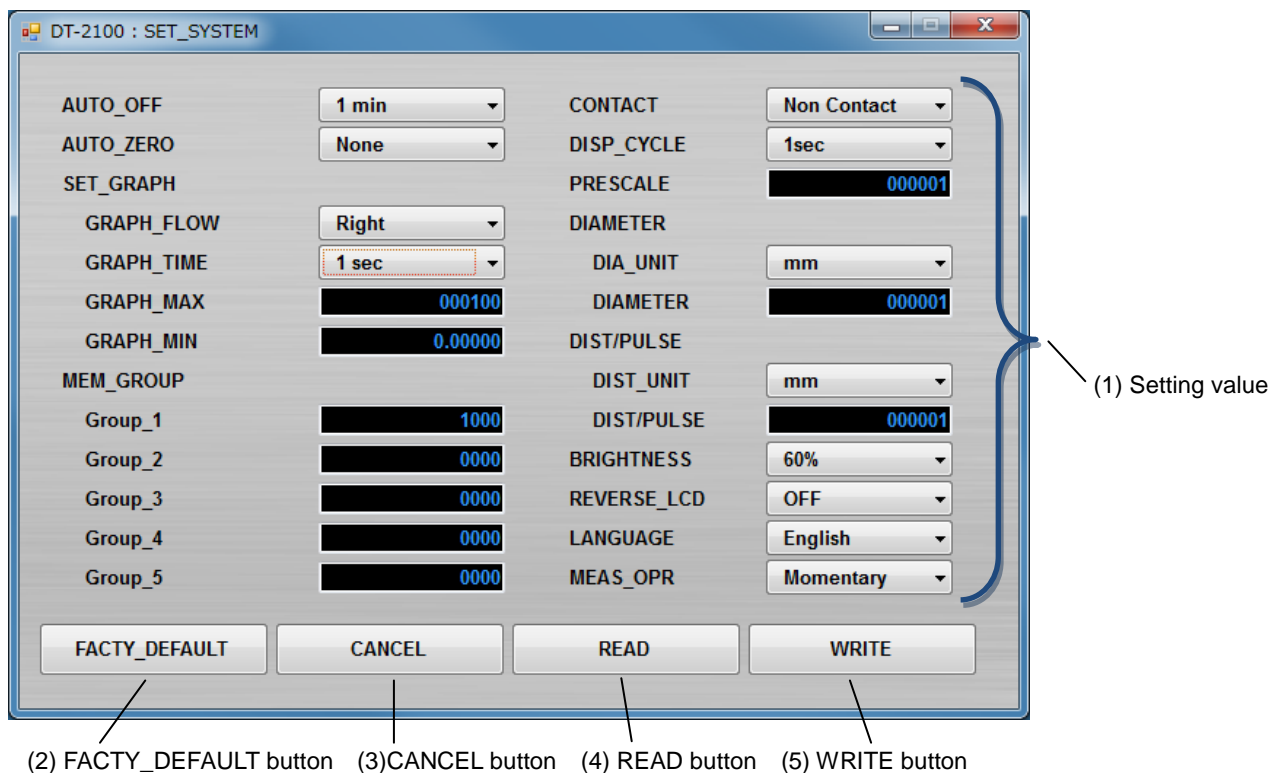 DT-2100 : SET_SYSTEM
AUTO_OFF 1 min CONTACT Non Contact
AUTO_ZERO None DISP_CYCLE 1sec
SET_GRAPH PRESCALE 000001
GRAPH_FLOW Right DIAMETER
GRAPH_TIME 1 sec DIA_UNIT mm
GRAPH_MAX 000100 DIAMETER 000001
GRAPH_MIN 0.00000 DIST/PULSE
MEM_GROUP DIST_UNIT mm
(1) Setting value
Group_1 1000 DIST/PULSE 000001
Group_2 0000 BRIGHTNESS 60%
Group_3 0000 REVERSE_LCD OFF
Group_4 0000 LANGUAGE English
Group_5 0000 MEAS_OPR Momentary
FACTY_DEFAULT CANCEL READ WRITE
(2) FACTY_DEFAULT button (3)CANCEL button (4) READ button (5) WRITE button